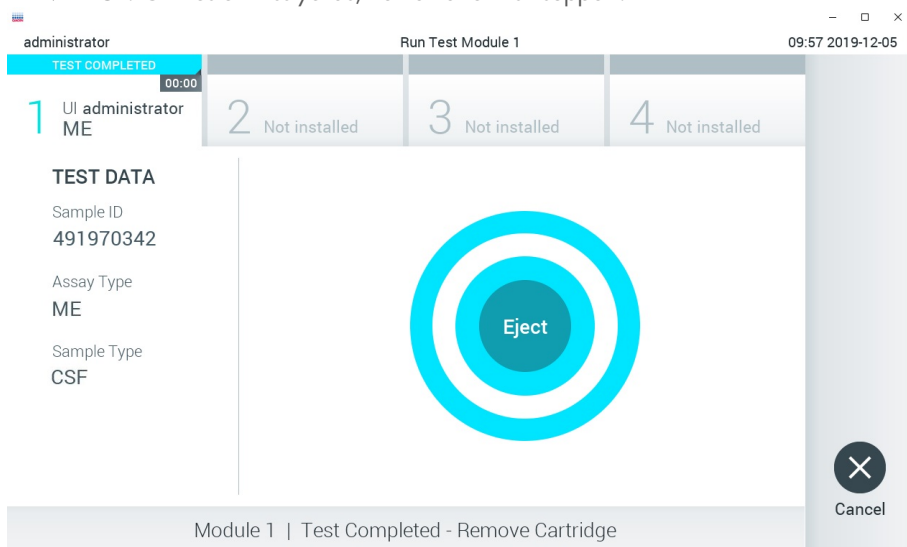 administrator Run Test Module 1 09:57 2019-12-05
TEST COMPLETED
00:00
1 UI administrator
ME
2 Not installed
3 Not installed
4 Not installed
TEST DATA
Sample ID
491970342
Assay Type
ME
Sample Type
CSF
Eject
Cancel
Module 1 | Test Completed - Remove Cartridge